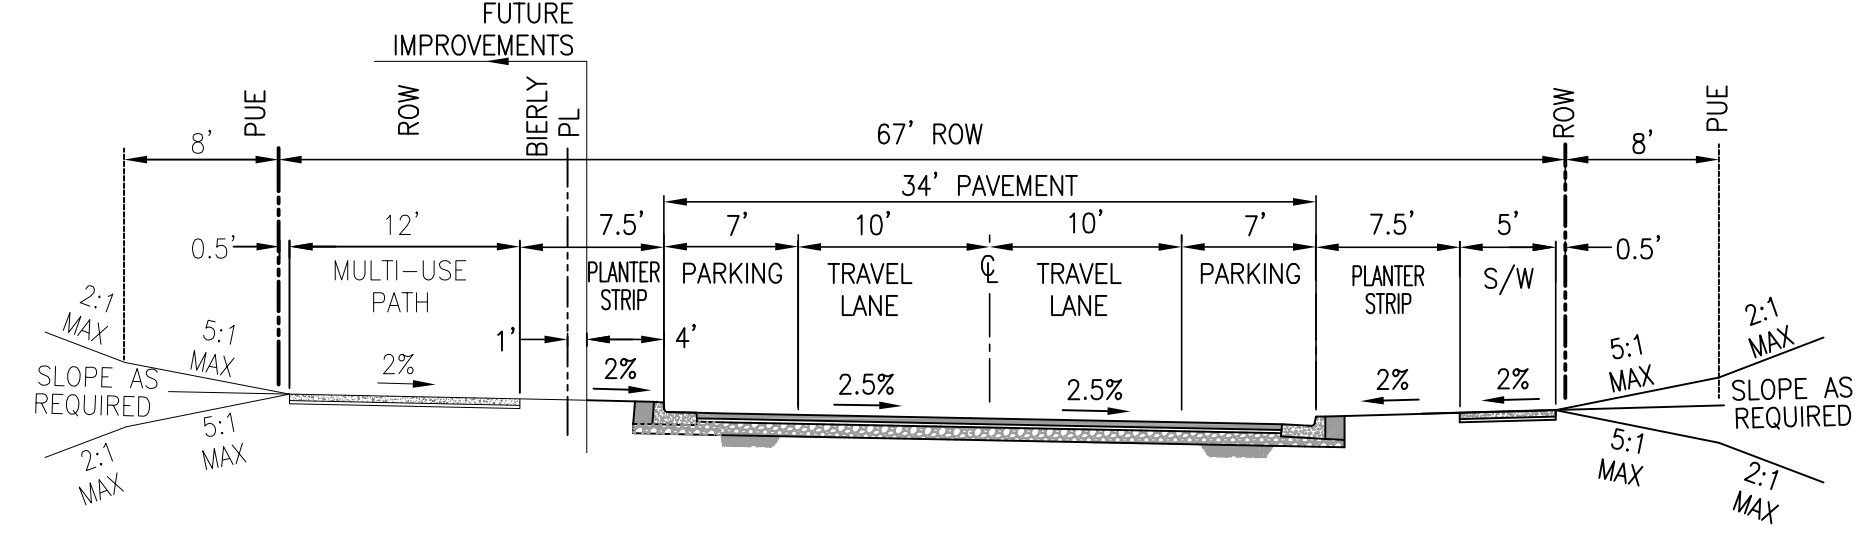 FUTURE
IMPROVEMENTS
PUE
ROW
BIERLY
PL
ROW
PUE
8'
67' ROW
8'
34' PAVEMENT
0.5'
12'
7.5'
7'
10'
10'
7'
7.5'
5'
0.5'
MULTI-USE
PATH
PLANTER
STRIP
PARKING
TRAVEL
LANE
℄
TRAVEL
LANE
PARKING
PLANTER
STRIP
S/W
1'
4'
2:1
MAX
5:1
MAX
SLOPE AS
REQUIRED
5:1
MAX
2:1
MAX
2%
2%
2.5%
2.5%
2%
2%
5:1
MAX
2:1
MAX
SLOPE AS
REQUIRED
5:1
MAX
2:1
MAX